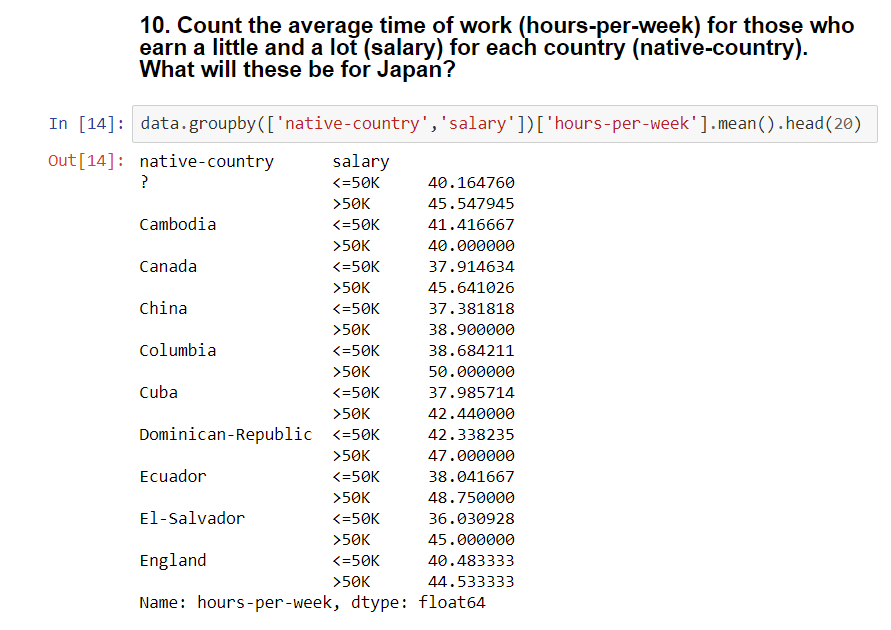 10. Count the average time of work (hours-per-week) for those who
earn a little and a lot (salary) for each country (native-country).
What will these be for Japan?
In [14]: data.groupby(['native-country','salary'])['hours-per-week'].mean().head(20)
Out[14]: native-country salary
? <=50K 40.164760
>50K 45.547945
Cambodia <=50K 41.416667
>50K 40.000000
Canada <=50K 37.914634
>50K 45.641026
China <=50K 37.381818
>50K 38.900000
Columbia <=50K 38.684211
>50K 50.000000
Cuba <=50K 37.985714
>50K 42.440000
Dominican-Republic <=50K 42.338235
>50K 47.000000
Ecuador <=50K 38.041667
>50K 48.750000
El-Salvador <=50K 36.030928
>50K 45.000000
England <=50K 40.483333
>50K 44.533333
Name: hours-per-week, dtype: float64